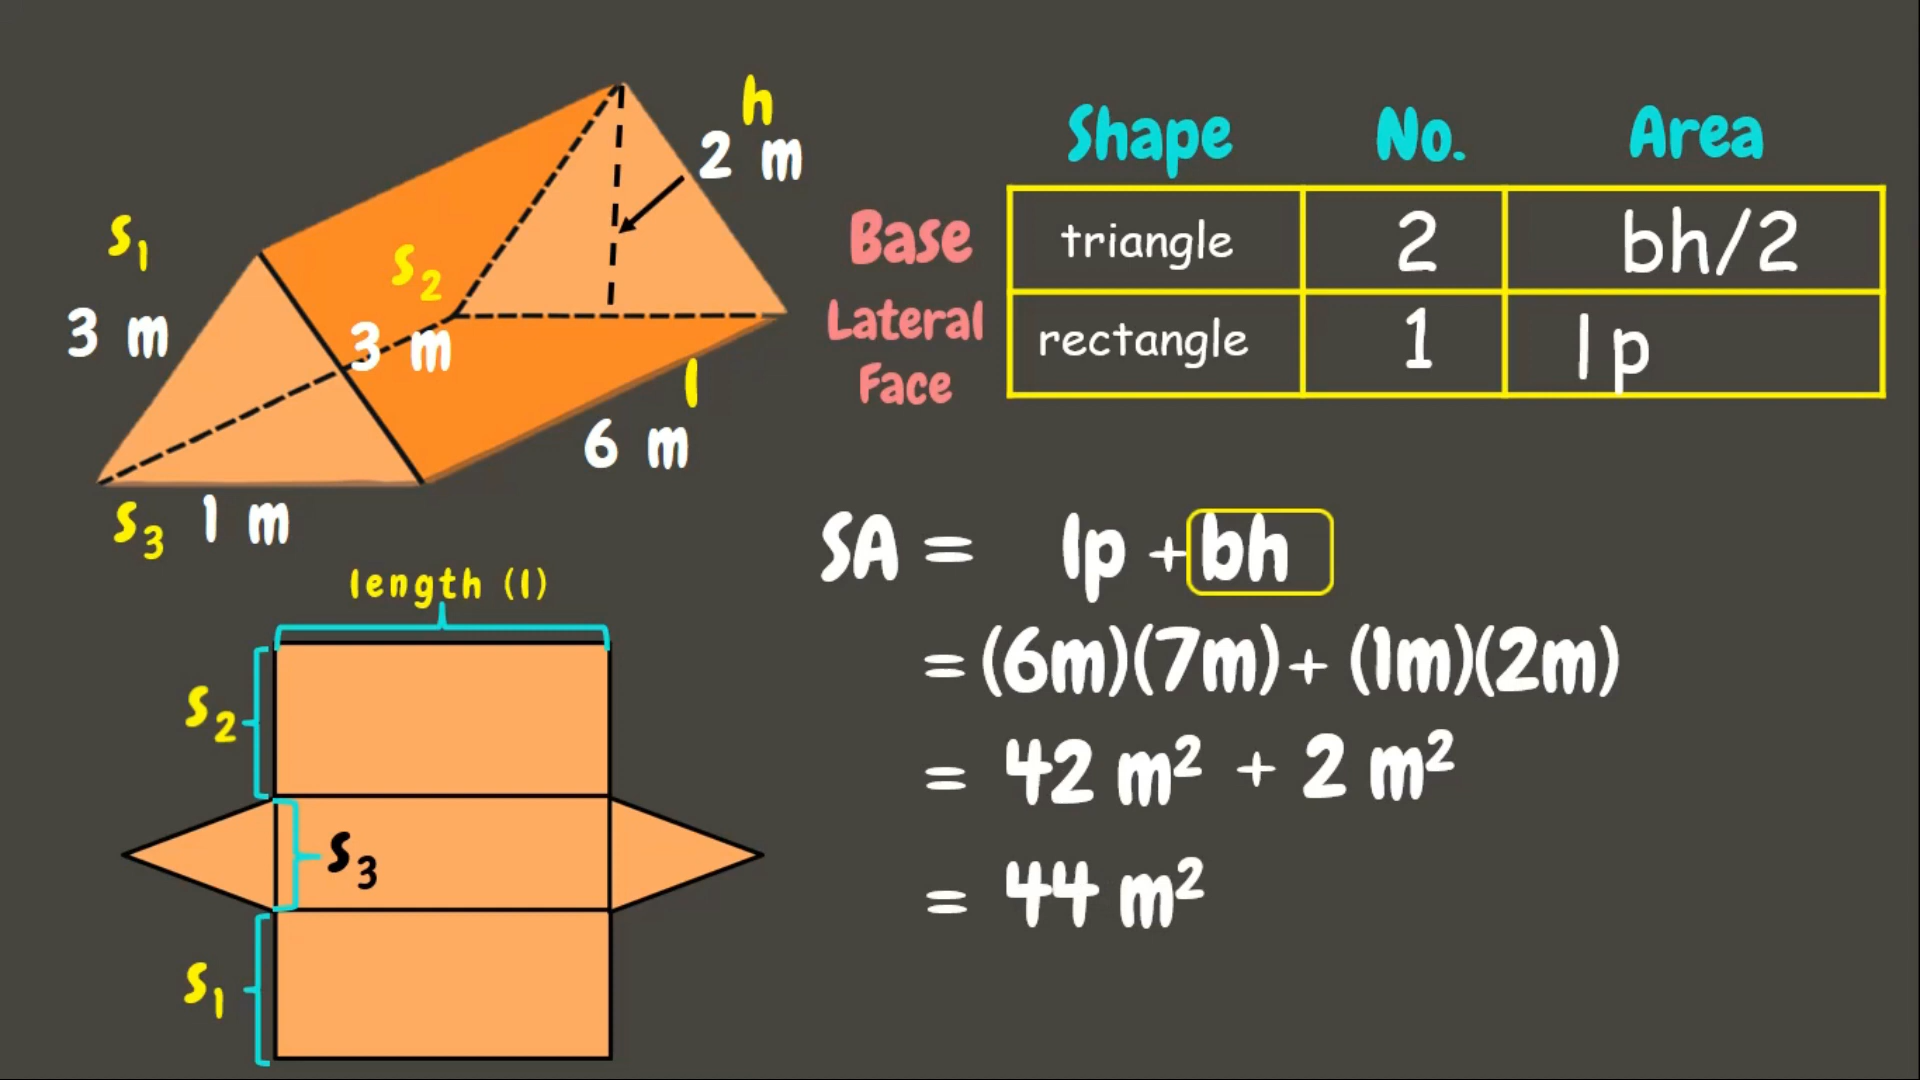 h
2 m
s₁
3 m
s₂
3 m
l
6 m
s₃ 1 m
length (l)
s₂
s₃
s₁
Shape No. Area
Base triangle 2 bh/2
Lateral Face rectangle 1 lp
SA = lp + bh
= (6m)(7m) + (1m)(2m)
= 42 m² + 2 m²
= 44 m²